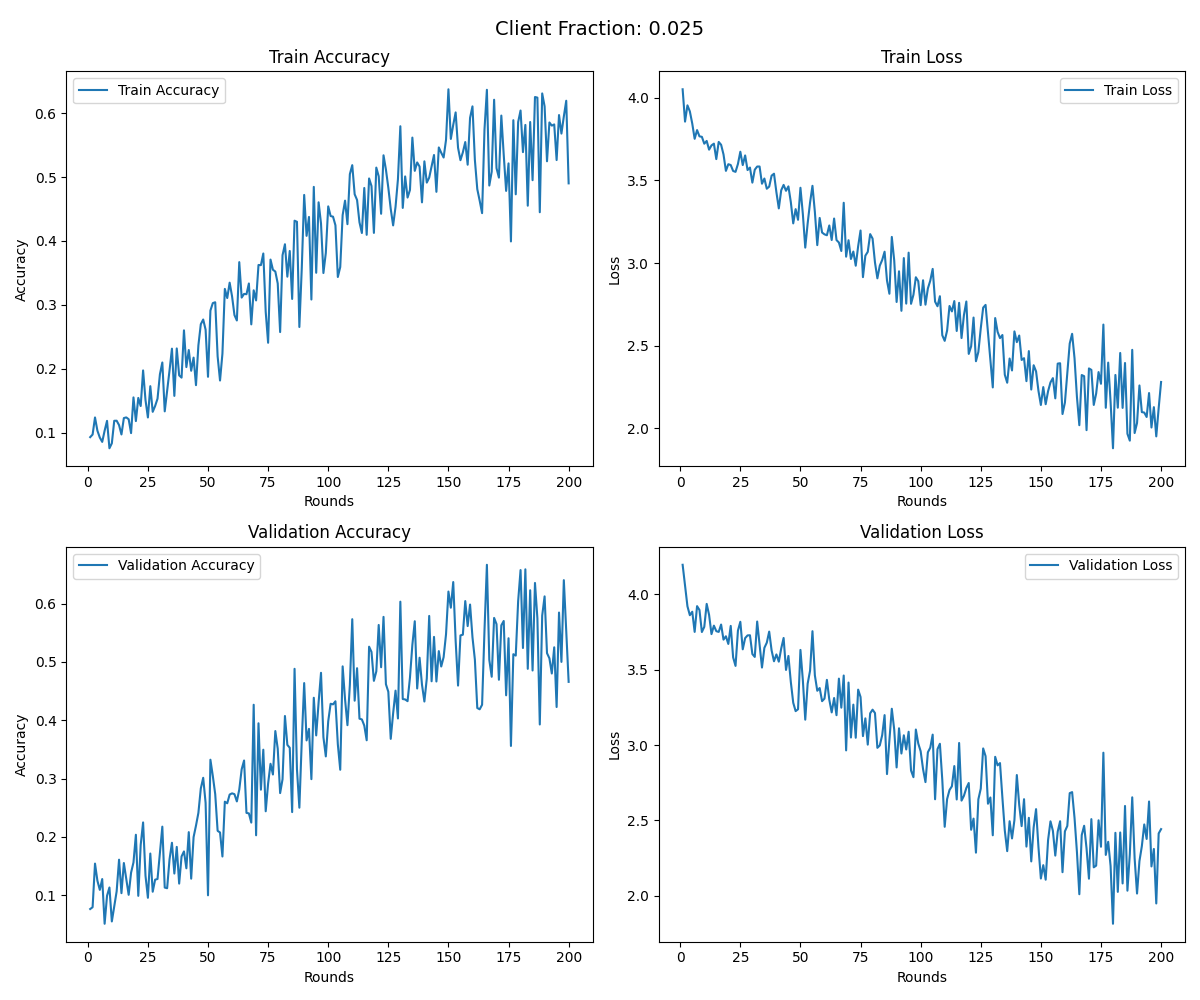 Client Fraction: 0.025
Train Accuracy
Train Accuracy
0.6
0.5
0.4
0.3
0.2
0.1
Accuracy
0 25 50 75 100 125 150 175 200
Rounds
Train Loss
Train Loss
4.0
3.5
3.0
2.5
2.0
Loss
0 25 50 75 100 125 150 175 200
Rounds
Validation Accuracy
Validation Accuracy
0.6
0.5
0.4
0.3
0.2
0.1
Accuracy
0 25 50 75 100 125 150 175 200
Rounds
Validation Loss
Validation Loss
4.0
3.5
3.0
2.5
2.0
Loss
0 25 50 75 100 125 150 175 200
Rounds